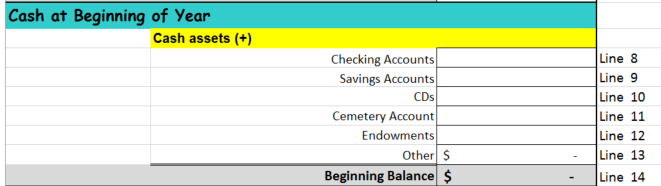 Cash at Beginning of Year
Cash assets (+)
Checking Accounts Line 8
Savings Accounts Line 9
CDs Line 10
Cemetery Account Line 11
Endowments Line 12
Other $ - Line 13
Beginning Balance $ - Line 14